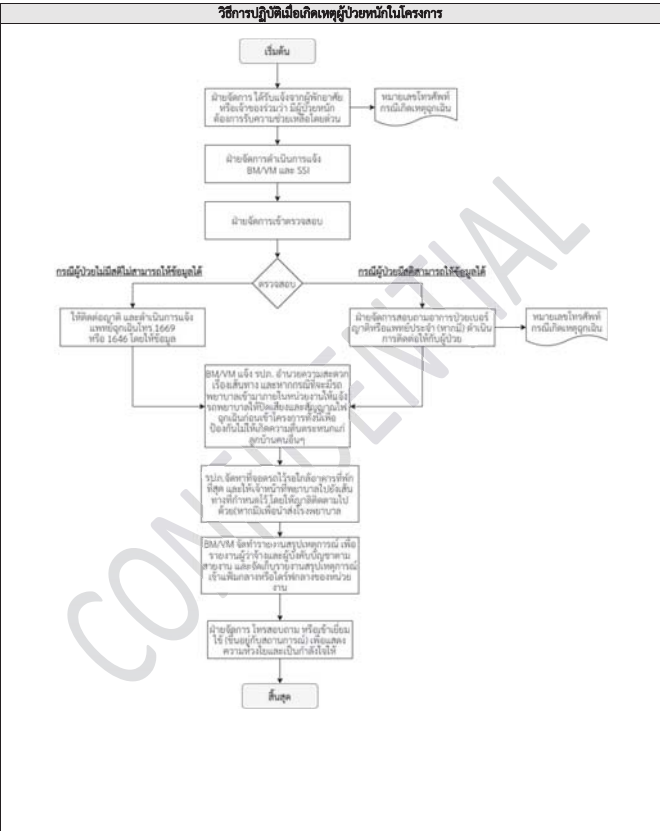 วิธีการปฏิบัติเมื่อเกิดเหตุผู้ป่วยหนักในโครงการ
เริ่มต้น
ฝ่ายจัดการ ได้รับแจ้งจากผู้พักอาศัย
หรือเจ้าของร่วมว่า มีผู้ป่วยหนัก
ต้องการรับความช่วยเหลือโดยด่วน
หมายเลขโทรศัพท์
กรณีเกิดเหตุฉุกเฉิน
ฝ่ายจัดการดำเนินการแจ้ง
BM/VM และ SSI
ฝ่ายจัดการเข้าตรวจสอบ
กรณีผู้ป่วยไม่มีสติไม่สามารถให้ข้อมูลได้
ตรวจสอบ
กรณีผู้ป่วยมีสติสามารถให้ข้อมูลได้
ให้ติดต่อญาติ และดำเนินการแจ้ง
แพทย์ฉุกเฉินโทร.1669
หรือ 1646 โดยให้ข้อมูล
ฝ่ายจัดการสอบถามอาการป่วยเบอร์
ญาติหรือแพทย์ประจำ (หากมี) ดำเนิน
การติดต่อให้กับผู้ป่วย
หมายเลขโทรศัพท์
กรณีเกิดเหตุฉุกเฉิน
BM/VM แจ้ง รปภ. อำนวยความสะดวก
เรื่องเส้นทาง และหากกรณีที่จะมีรถ
พยาบาลเข้ามาภายในหน่วยงานให้แจ้ง
รถพยาบาลให้ปิดเสียงและสัญญาณไฟ
ฉุกเฉินก่อนเข้าโครงการทั้งนี้เพื่อ
ป้องกันไม่ให้เกิดความตื่นตระหนกแก่
ลูกบ้านคนอื่นๆ
รปภ.จัดหาที่จอดรถไว้รอใกล้อาคารที่พัก
ที่สุด และให้เจ้าหน้าที่พยาบาลไปยังเส้น
ทางที่กำหนดไว้ โดยให้ญาติติดตามไป
ด้วย(หากมี)เพื่อนำส่งโรงพยาบาล
BM/VM จัดทำรายงานสรุปเหตุการณ์ เพื่อ
รายงานผู้ว่าจ้างและผู้บังคับบัญชาตาม
สายงาน และจัดเก็บรายงานสรุปเหตุการณ์
เข้าแฟ้มกลางหรือไดร์ฟกลางของหน่วย
งาน
ฝ่ายจัดการ โทรสอบถาม หรือเข้าเยี่ยม
ไข้ (ขึ้นอยู่กับสถานการณ์) เพื่อแสดง
ความห่วงใยและเป็นกำลังใจให้
สิ้นสุด
CONFIDENTIAL